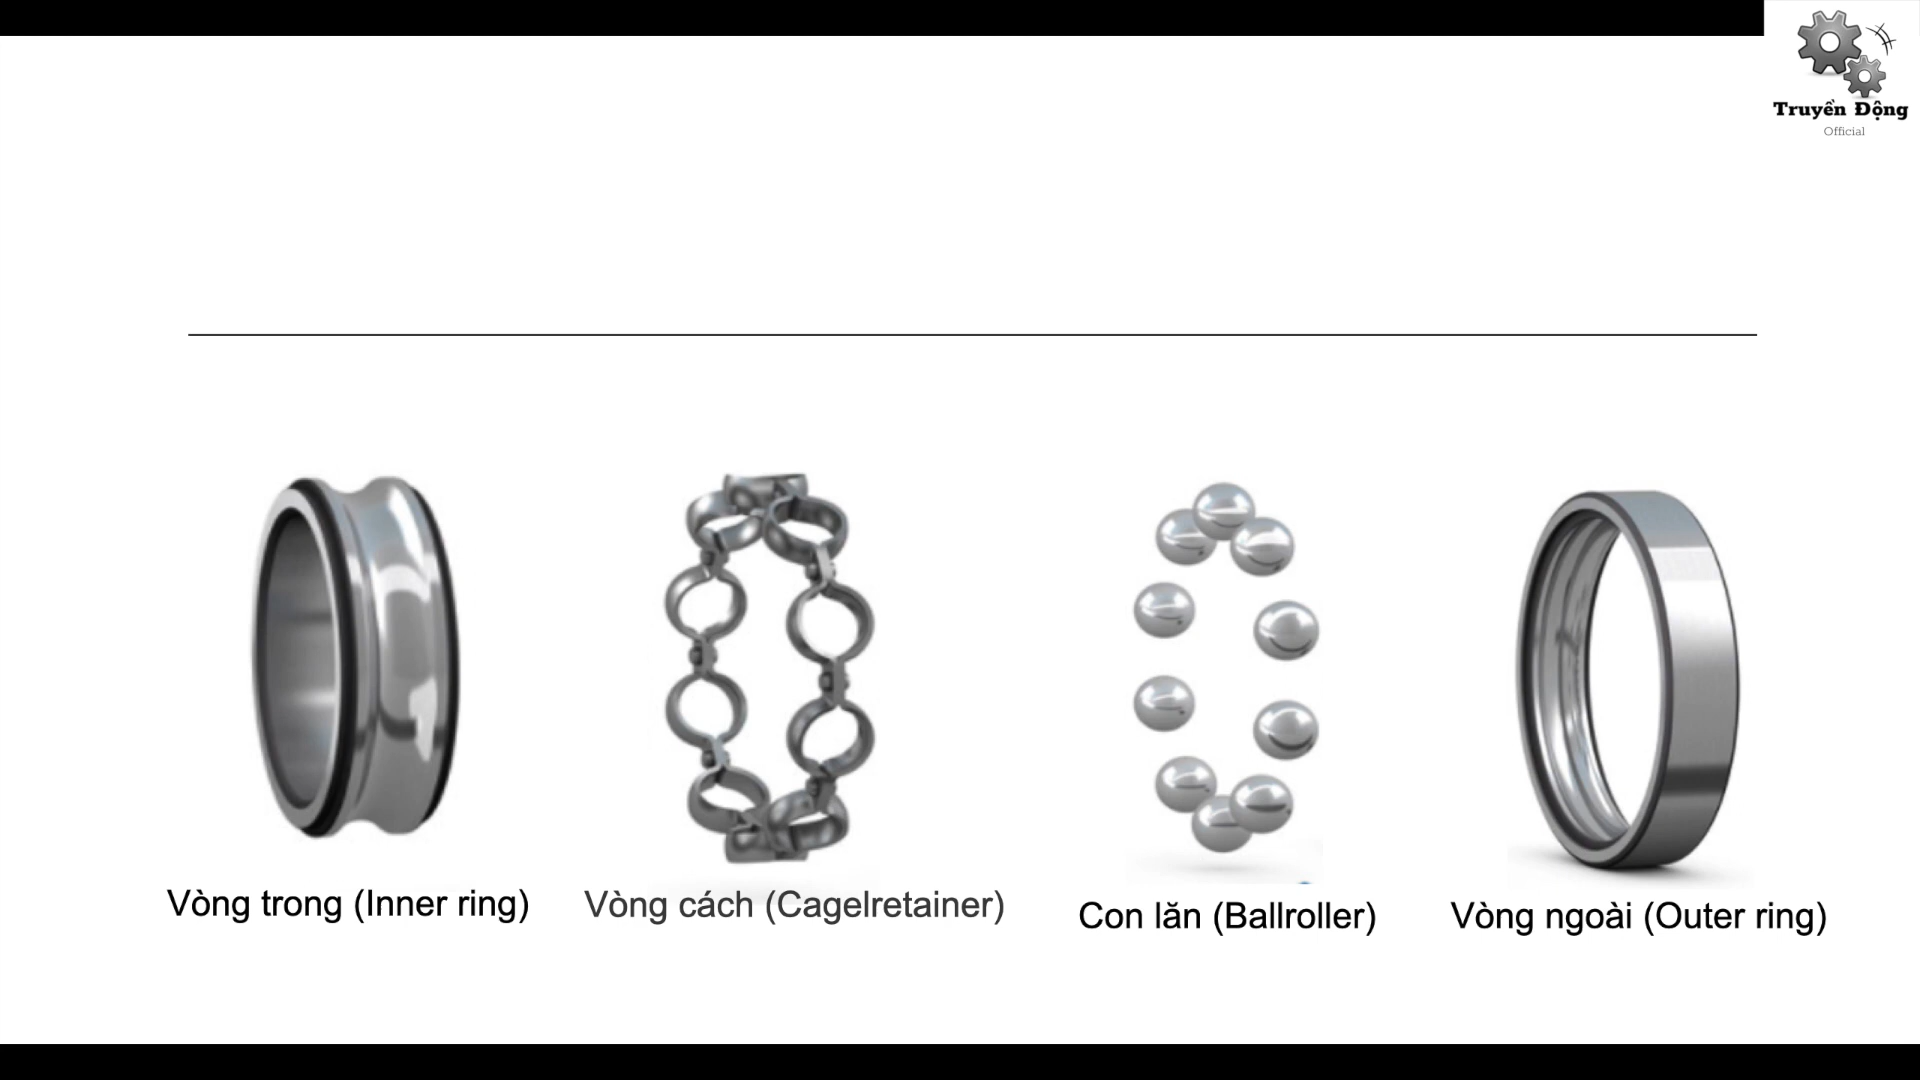 Truyền Động
Official
Vòng trong (Inner ring)
Vòng cách (Cagelretainer)
Con lăn (Ballroller)
Vòng ngoài (Outer ring)